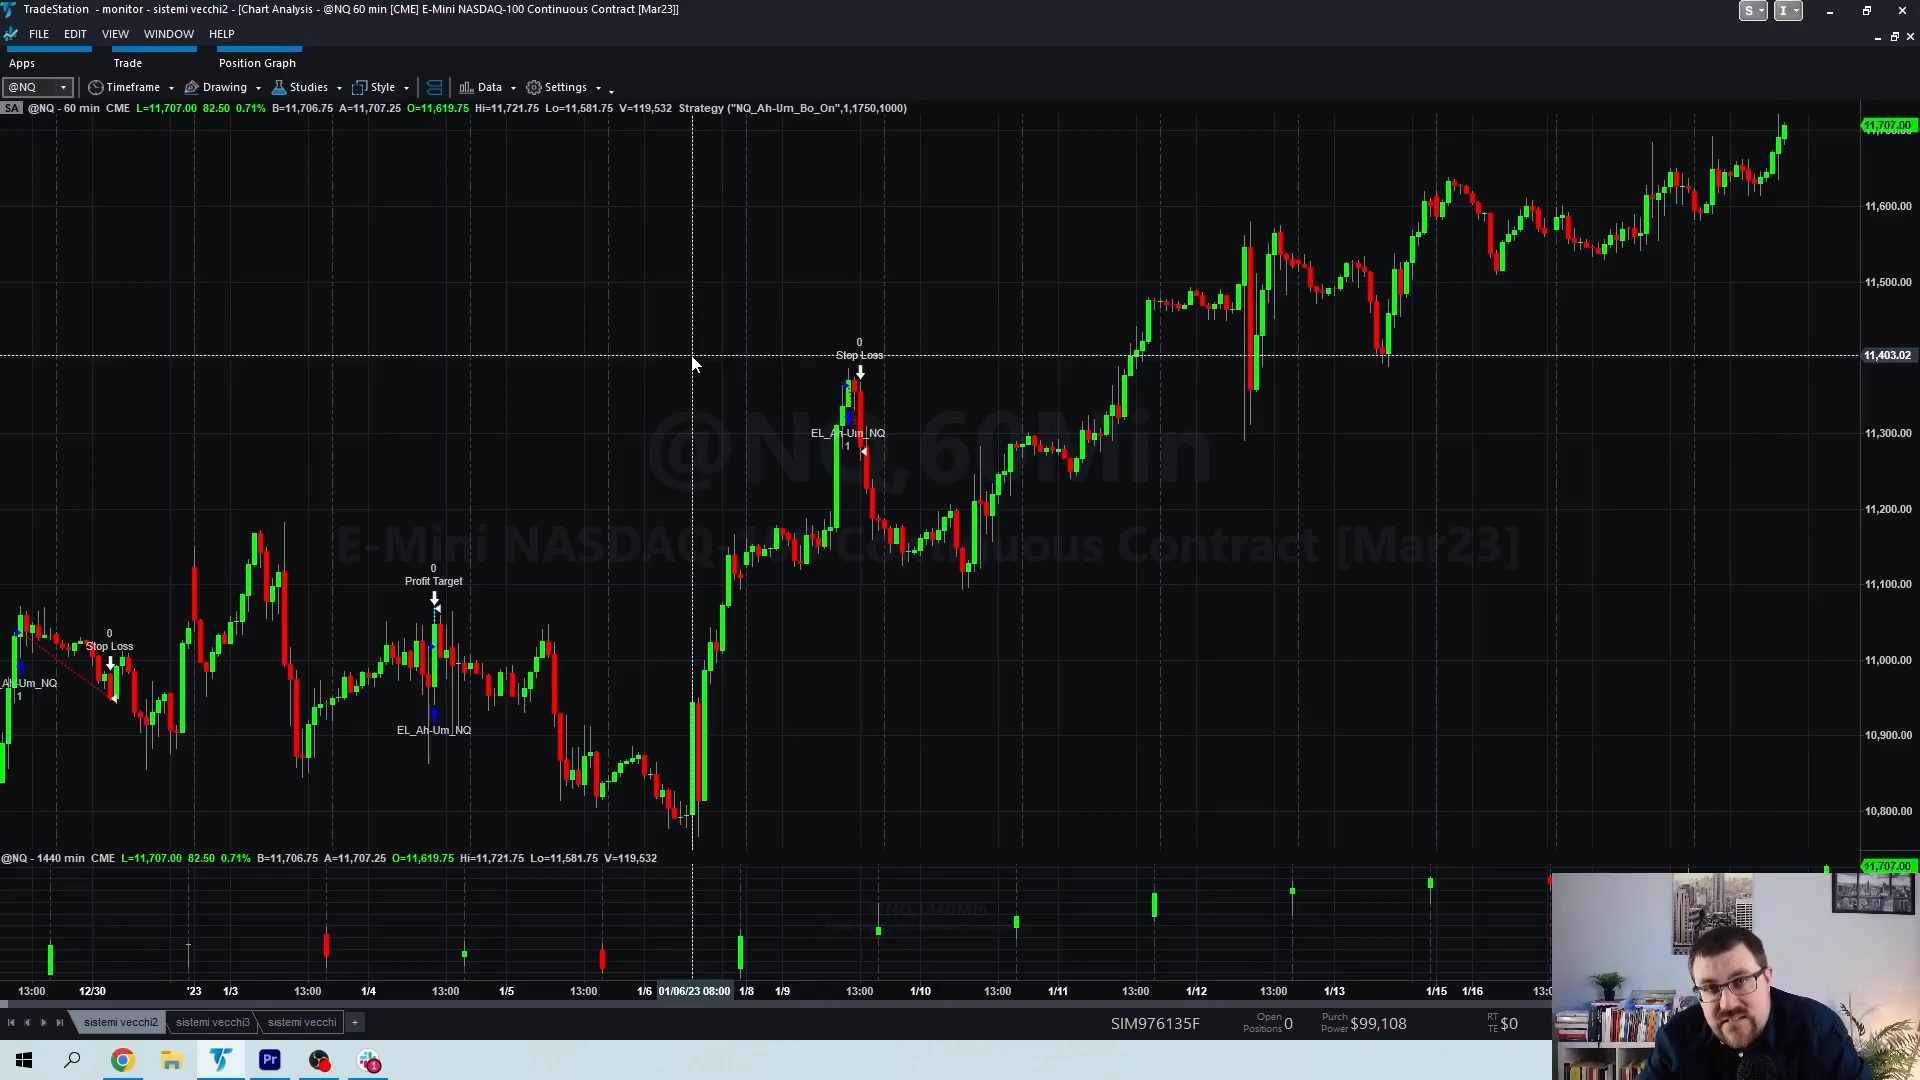 TradeStation - monitor - sistemi vecchi2 - [Chart Analysis - @NQ 60 min [CME] E-Mini NASDAQ-100 Continuous Contract [Mar23]]
S
I
FILE EDIT VIEW WINDOW HELP
Apps Trade Position Graph
@NQ Timeframe Drawing Studies Style Data Settings
SA @NQ - 60 min CME L=11,707.00 82.50 0.71% B=11,706.75 A=11,707.25 O=11,619.75 Hi=11,721.75 Lo=11,581.75 V=119,532 Strategy ("NQ_Ah-Um_Bo_On",1,1750,1000)
11,707.00
11,600.00
11,500.00
11,403.02
11,300.00
11,200.00
11,100.00
11,000.00
10,900.00
10,800.00
@NQ,60Min
E-Mini NASDAQ-100 Continuous Contract [Mar23]
0
Stop Loss
EL_Ah-Um_NQ
1
0
Profit Target
EL_Ah-Um_NQ
0
Stop Loss
_Ah-Um_NQ
1
@NQ - 1440 min CME L=11,707.00 82.50 0.71% B=11,706.75 A=11,707.25 O=11,619.75 Hi=11,721.75 Lo=11,581.75 V=119,532
11,707.00
@NQ,1440Min
13:00 12/30 '23 1/3 13:00 1/4 13:00 1/5 13:00 1/6 01/06/23 08:00 1/8 1/9 13:00 1/10 13:00 1/11 13:00 1/12 13:00 1/13 1/15 1/16 13:0
sistemi vecchi2 sistemi vecchi3 sistemi vecchi +
SIM976135F
Open Positions 0
Purch Power $99,108
RT TE $0
Pr
1